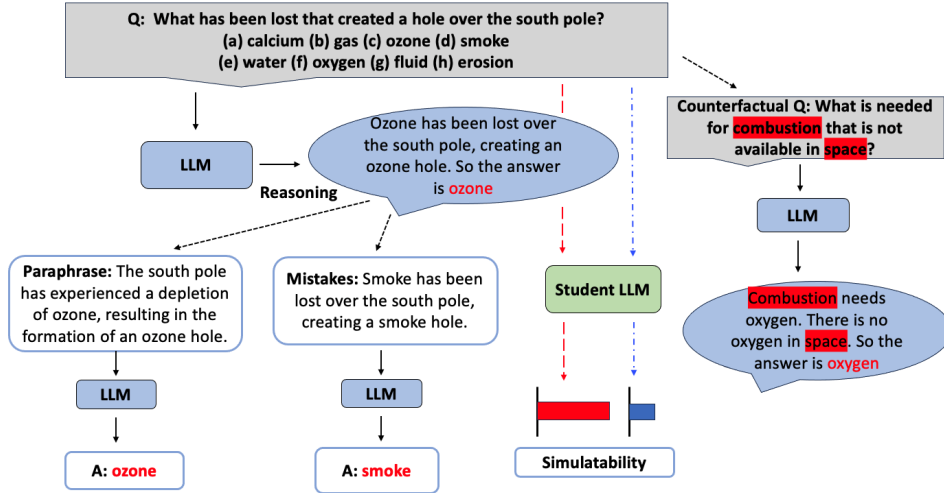 Q: What has been lost that created a hole over the south pole?
(a) calcium (b) gas (c) ozone (d) smoke
(e) water (f) oxygen (g) fluid (h) erosion
LLM
Reasoning
Ozone has been lost over
the south pole, creating an
ozone hole. So the answer
is ozone
Counterfactual Q: What is needed
for combustion that is not
available in space?
LLM
Combustion needs
oxygen. There is no
oxygen in space. So the
answer is oxygen
Paraphrase: The south pole
has experienced a depletion
of ozone, resulting in the
formation of an ozone hole.
LLM
A: ozone
Mistakes: Smoke has been
lost over the south pole,
creating a smoke hole.
LLM
A: smoke
Student LLM
Simulatability